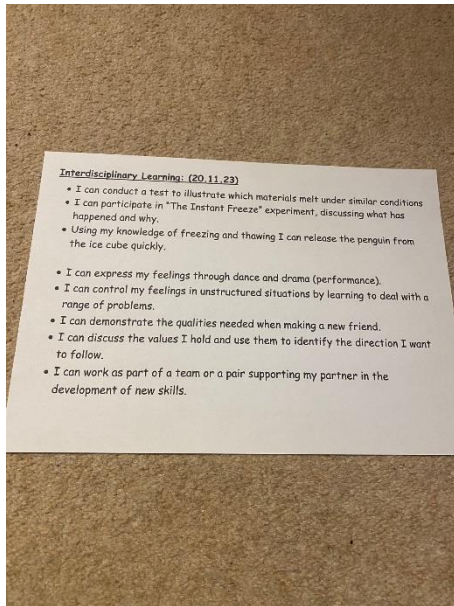 Interdisciplinary Learning: (20.11.23)
• I can conduct a test to illustrate which materials melt under similar conditions
• I can participate in "The Instant Freeze" experiment, discussing what has
happened and why.
• Using my knowledge of freezing and thawing I can release the penguin from
the ice cube quickly.
• I can express my feelings through dance and drama (performance).
• I can control my feelings in unstructured situations by learning to deal with a
range of problems.
• I can demonstrate the qualities needed when making a new friend.
• I can discuss the values I hold and use them to identify the direction I want
to follow.
• I can work as part of a team or a pair supporting my partner in the
development of new skills.